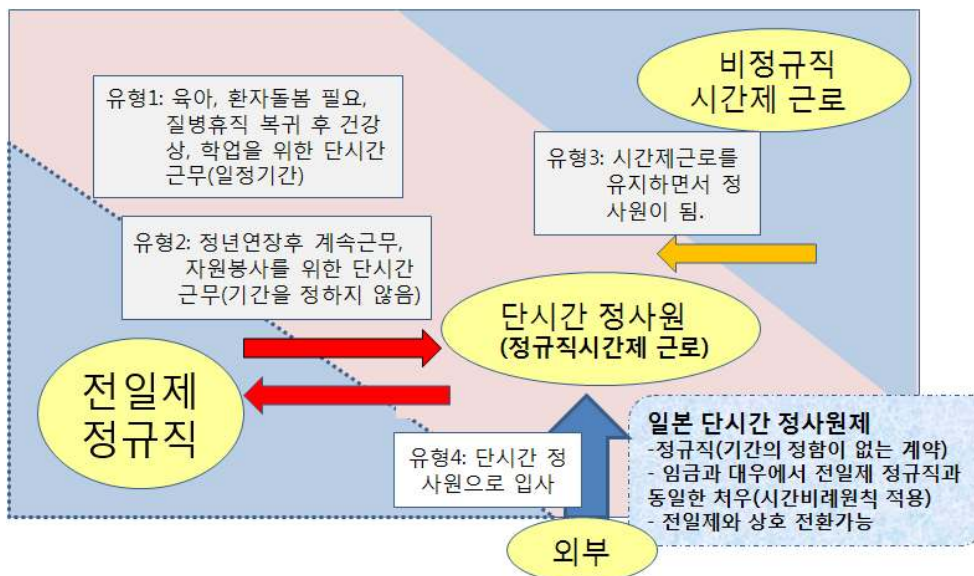 비정규직
시간제 근로
유형1: 육아, 환자돌봄 필요,
질병휴직 복귀 후 건강
상, 학업을 위한 단시간
근무(일정기간)
유형3: 시간제근로를
유지하면서 정
사원이 됨.
유형2: 정년연장후 계속근무,
자원봉사를 위한 단시간
근무(기간을 정하지 않음)
단시간 정사원
(정규직시간제 근로)
전일제
정규직
유형4: 단시간 정
사원으로 입사
일본 단시간 정사원제
-정규직(기간의 정함이 없는 계약)
- 임금과 대우에서 전일제 정규직과
동일한 처우(시간비례원칙 적용)
- 전일제와 상호 전환가능
외부